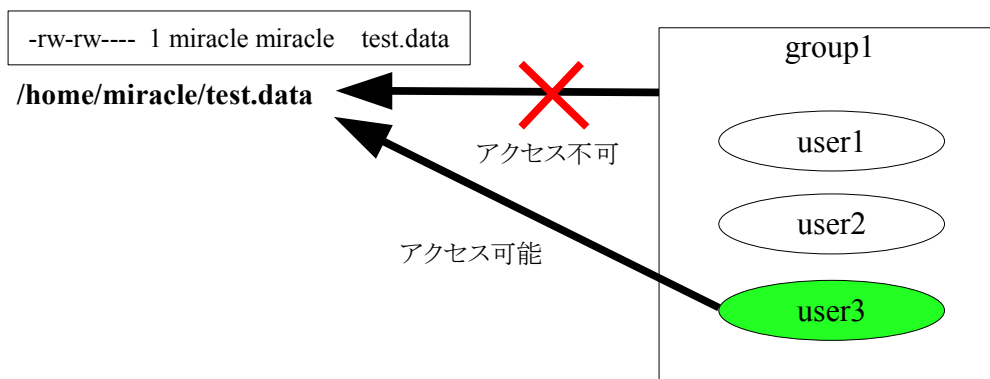 -rw-rw---- 1 miracle miracle test.data
group1
/home/miracle/test.data
user1
アクセス不可
user2
アクセス可能
user3